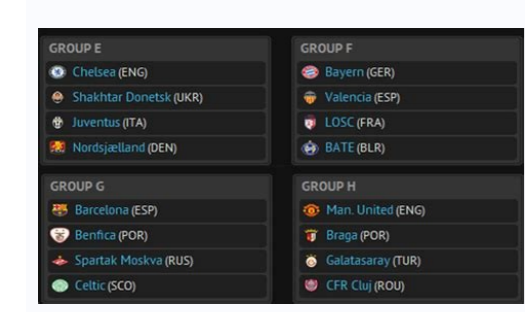 GROUP E
Chelsea (ENG)
Shakhtar Donetsk (UKR)
Juventus (ITA)
Nordsjælland (DEN)
GROUP F
Bayern (GER)
Valencia (ESP)
LOSC (FRA)
BATE (BLR)
GROUP G
Barcelona (ESP)
Benfica (POR)
Spartak Moskva (RUS)
Celtic (SCO)
GROUP H
Man. United (ENG)
Braga (POR)
Galatasaray (TUR)
CFR Cluj (ROU)